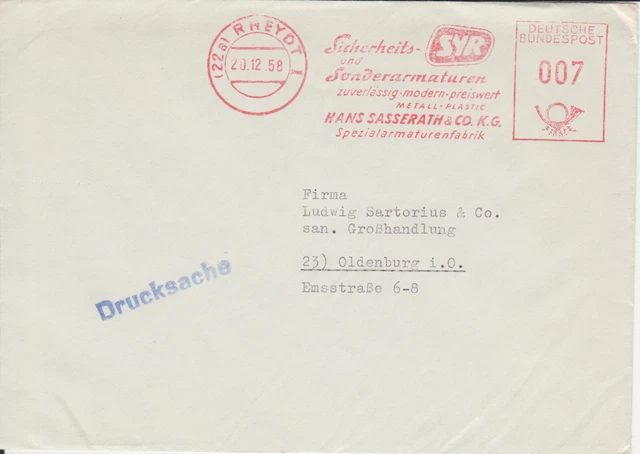 (22a) RHEYDT 1
20.12.58
Sicherheits-
und
Sonderarmaturen
SYR
zuverlässig-modern-preiswert
METALL-PLASTIC
HANS SASSERATH & CO. K.G.
Spezialarmaturenfabrik
DEUTSCHE
BUNDESPOST
007
Firma
Ludwig Sartorius & Co.
san. Großhandlung
23) Oldenburg i.O.
Emsstraße 6-8
Drucksache